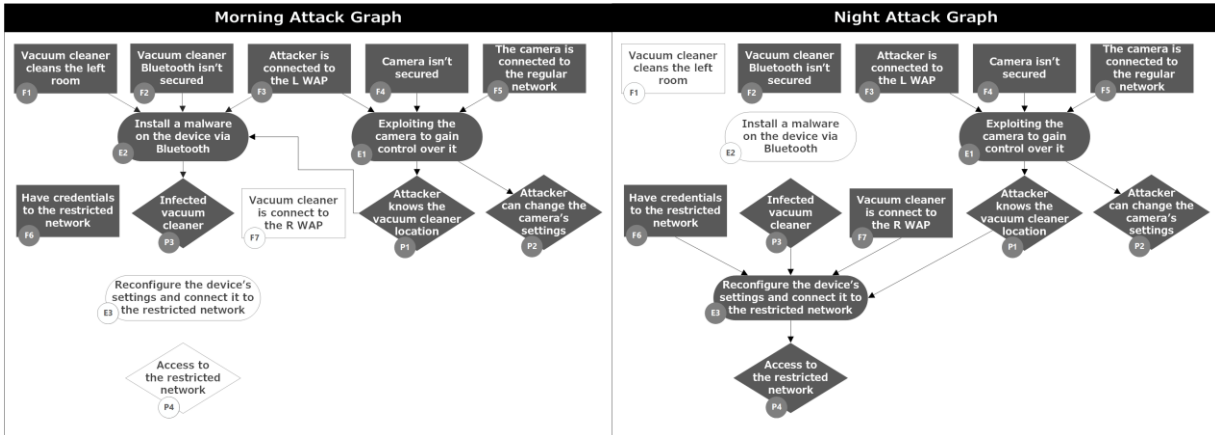 Morning Attack Graph
Vacuum cleaner
cleans the left
room
F1
Vacuum cleaner
Bluetooth isn't
secured
F2
Attacker is
connected to
the L WAP
F3
Camera isn't
secured
F4
The camera is
connected to
the regular
network
F5
Install a malware
on the device via
Bluetooth
E2
Exploiting the
camera to gain
control over it
E1
Have credentials
to the restricted
network
F6
Infected
vacuum
cleaner
P3
Vacuum cleaner
is connect to
the R WAP
F7
Attacker
knows the
vacuum cleaner
location
P1
Attacker
can change the
camera's
settings
P2
Reconfigure the device's
settings and connect it to
the restricted network
E3
Access to
the restricted
network
P4
Night Attack Graph
Vacuum cleaner
cleans the left
room
F1
Vacuum cleaner
Bluetooth isn't
secured
F2
Attacker is
connected to
the L WAP
F3
Camera isn't
secured
F4
The camera is
connected to
the regular
network
F5
Install a malware
on the device via
Bluetooth
E2
Exploiting the
camera to gain
control over it
E1
Have credentials
to the restricted
network
F6
Infected
vacuum
cleaner
P3
Vacuum cleaner
is connect to
the R WAP
F7
Attacker
knows the
vacuum cleaner
location
P1
Attacker
can change the
camera's
settings
P2
Reconfigure the device's
settings and connect it to
the restricted network
E3
Access to
the restricted
network
P4